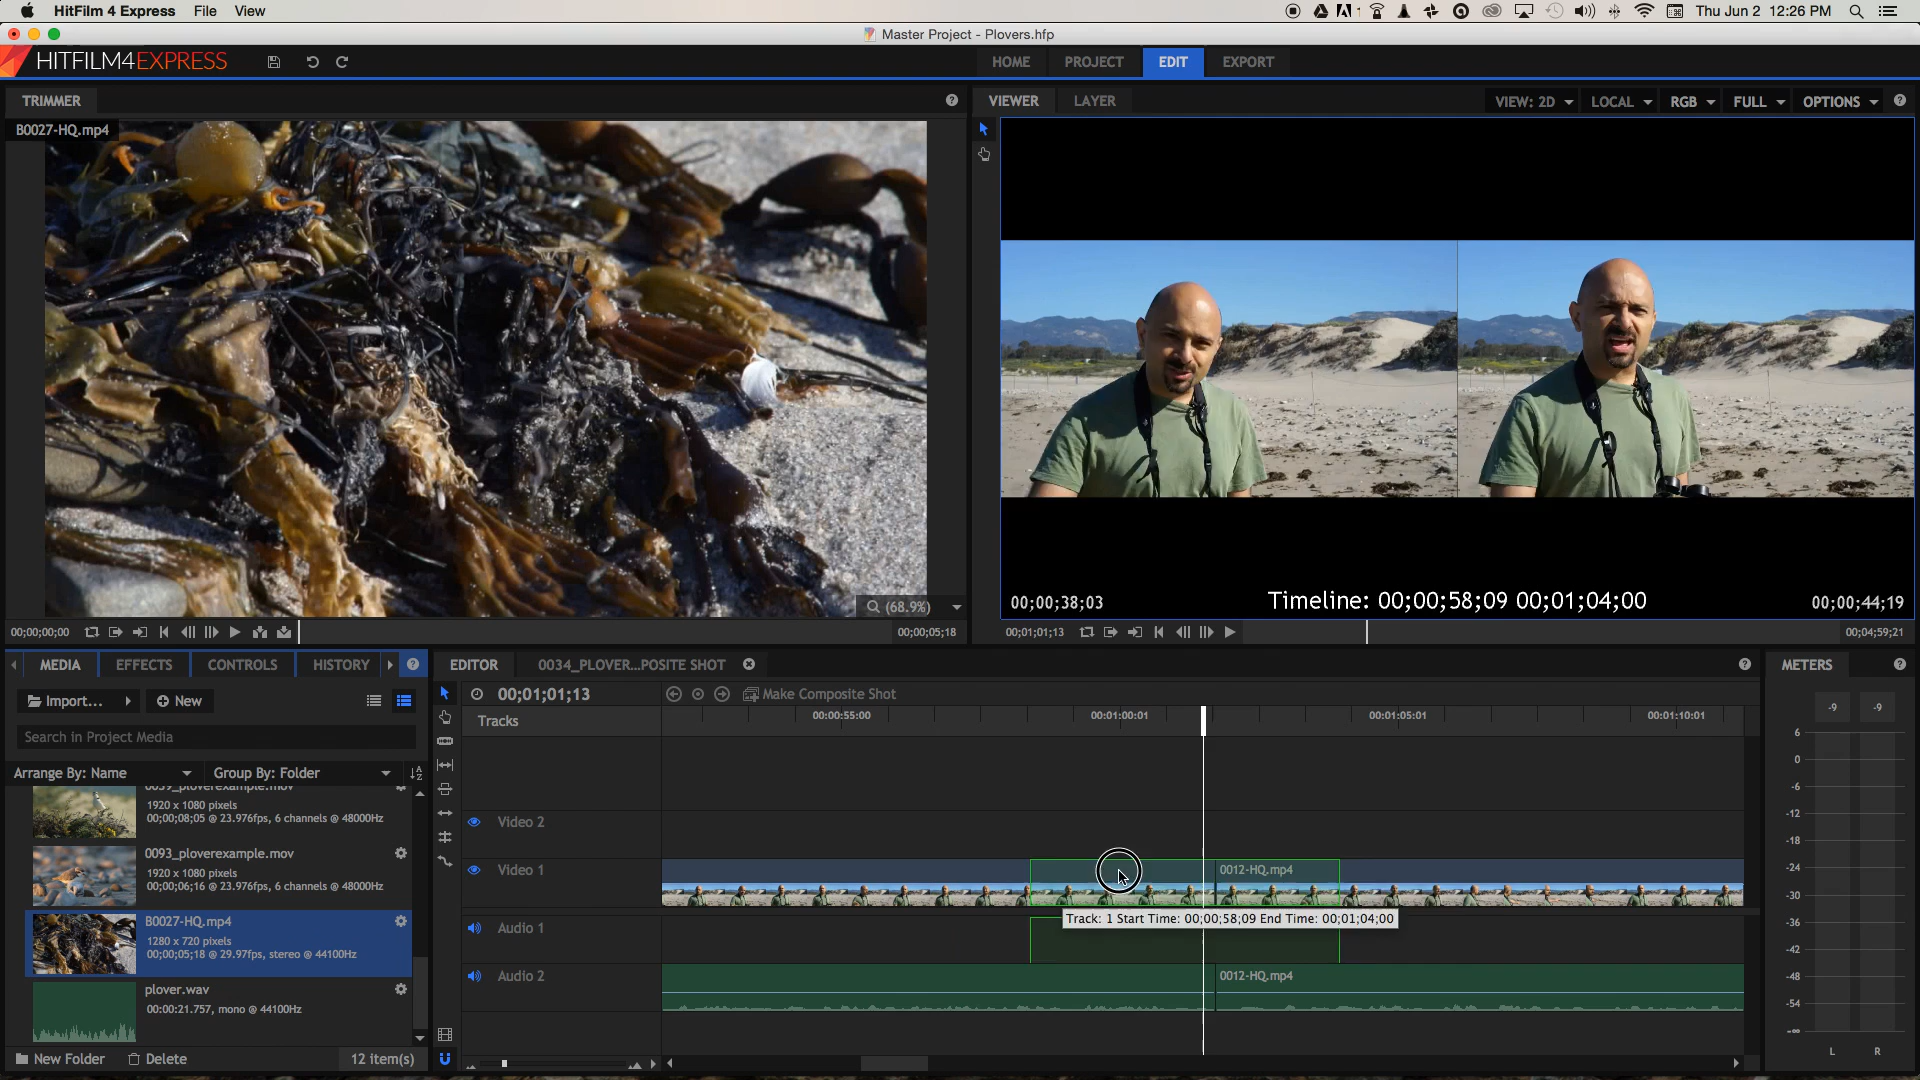 HitFilm 4 Express File View
Thu Jun 2 12:26 PM
Master Project - Plovers.hfp
HITFILM4EXPRESS
HOME PROJECT EDIT EXPORT
TRIMMER
B0027-HQ.mp4
VIEWER LAYER
VIEW: 2D LOCAL RGB FULL OPTIONS
00;00;38;03
Timeline: 00;00;58;09 00;01;04;00
00;00;44;19
(68.9%)
00;00;00;00
00;00;05;18
00;01;01;13
00;04;59;21
MEDIA EFFECTS CONTROLS HISTORY
Import... New
Search in Project Media
Arrange By: Name Group By: Folder
0039_ploverexample.mov
1920 x 1080 pixels
00;00;08;05 @ 23.976fps, 6 channels @ 48000Hz
0093_ploverexample.mov
1920 x 1080 pixels
00;00;06;16 @ 23.976fps, 6 channels @ 48000Hz
B0027-HQ.mp4
1280 x 720 pixels
00;00;05;18 @ 29.97fps, stereo @ 44100Hz
plover.wav
00:00:21.757, mono @ 44100Hz
New Folder Delete 12 item(s)
EDITOR 0034_PLOVER...POSITE SHOT
00;01;01;13
Make Composite Shot
Tracks
00:00:55:00 00;01;00;01 00;01;05;01 00;01;10;01
Video 2
Video 1
0012-HQ.mp4
Track: 1 Start Time: 00;00;58;09 End Time: 00;01;04;00
Audio 1
Audio 2
0012-HQ.mp4
METERS
-9 -9
6
0
-6
-12
-18
-24
-30
-36
-42
-48
-54
-∞
L R